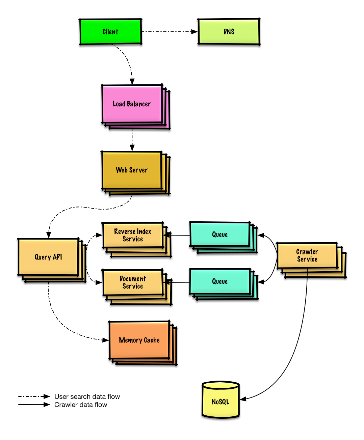 Client
DNS
Load Balancer
Web Server
Reverse Index
Service
Queue
Crawler
Service
Query API
Document
Service
Queue
Memory Cache
NoSQL
User search data flow
Crawler data flow